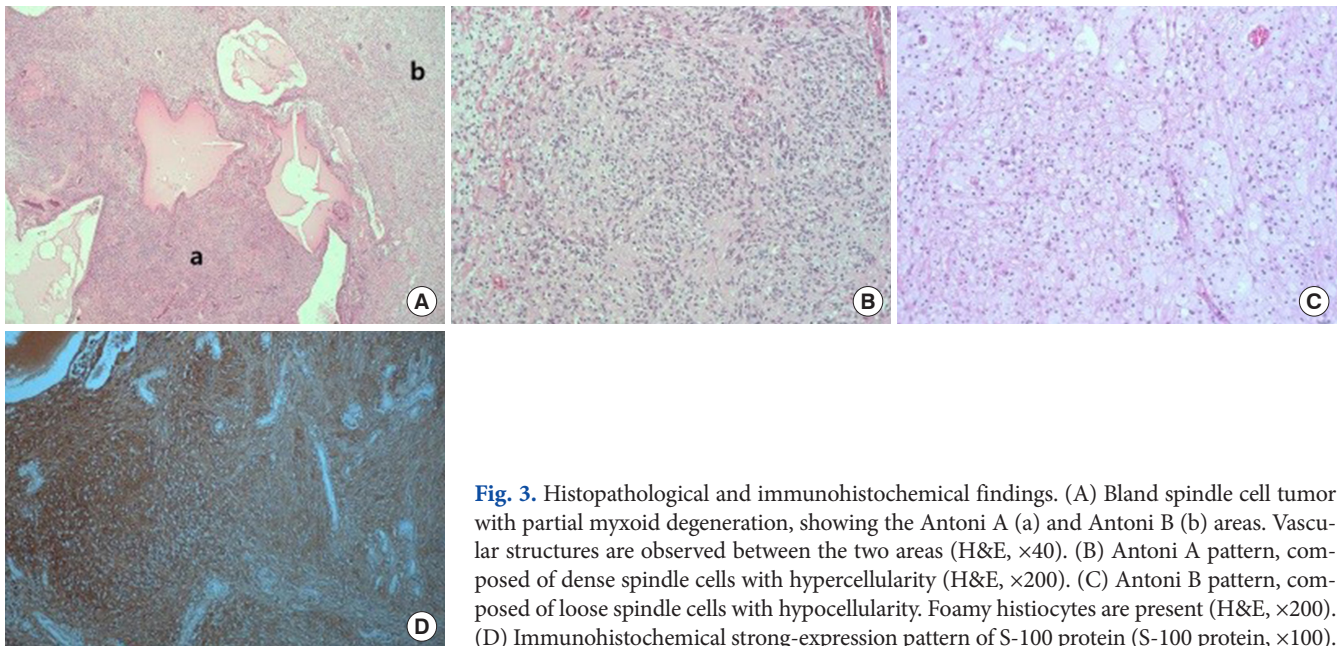 b
a
A
B
C
D
Fig. 3. Histopathological and immunohistochemical findings. (A) Bland spindle cell tumor
with partial myxoid degeneration, showing the Antoni A (a) and Antoni B (b) areas. Vascu-
lar structures are observed between the two areas (H&E, ×40). (B) Antoni A pattern, com-
posed of dense spindle cells with hypercellularity (H&E, ×200). (C) Antoni B pattern, com-
posed of loose spindle cells with hypocellularity. Foamy histiocytes are present (H&E, ×200).
(D) Immunohistochemical strong-expression pattern of S-100 protein (S-100 protein, ×100).